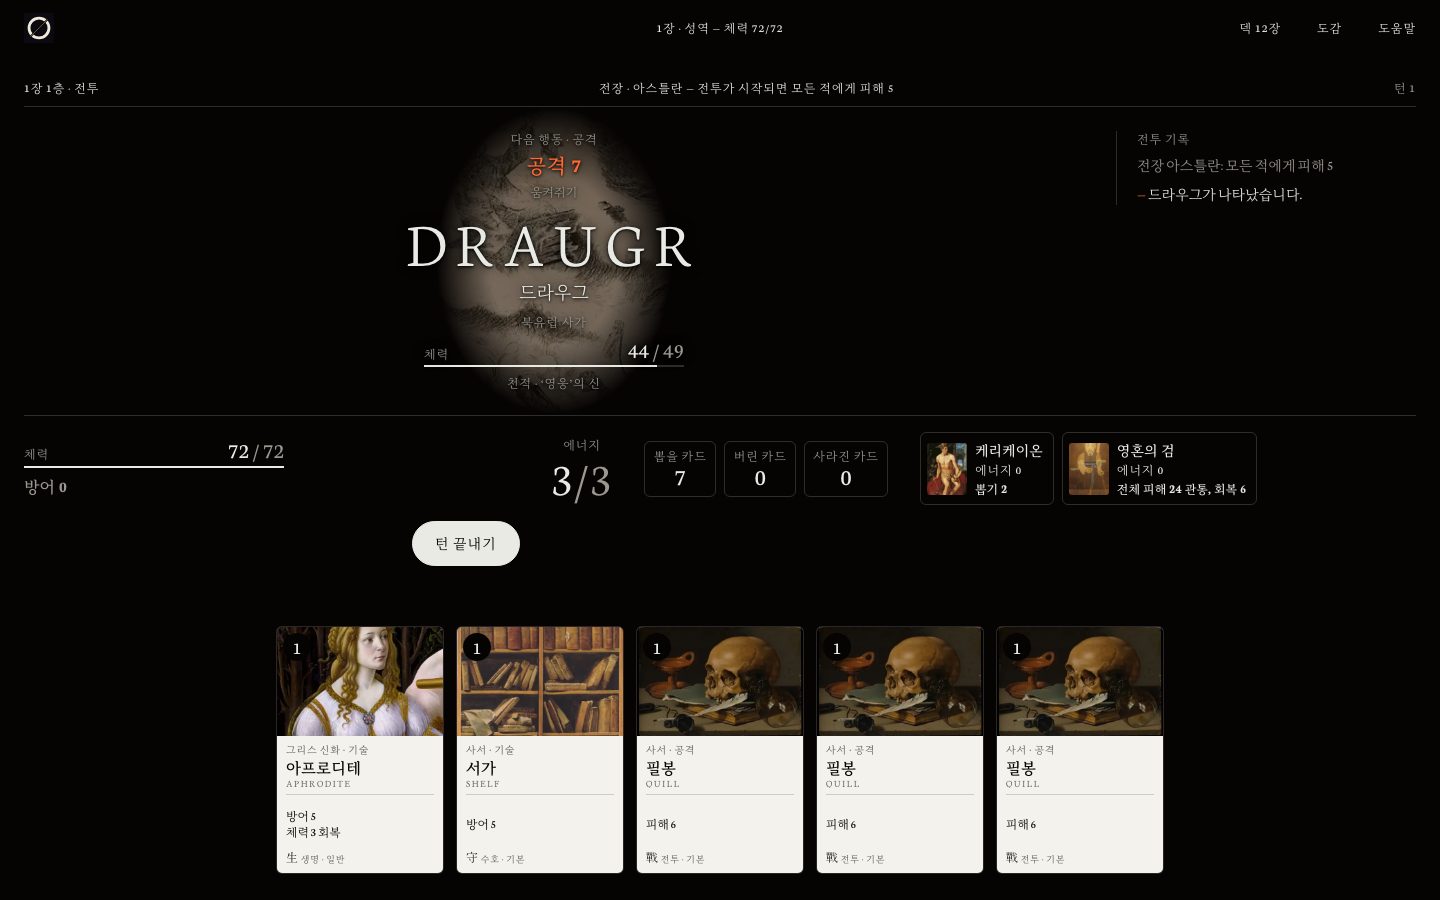 1장 · 성역 – 체력 72/72
덱 12장
도감
도움말
1장 1층 · 전투
전장 · 아스틀란 – 전투가 시작되면 모든 적에게 피해 5
턴 1
다음 행동 · 공격
공격 7
움켜쥐기
DRAUGR
드라우그
북유럽 사가
체력
44 / 49
천적 · ‘영웅’의 신
전투 기록
전장 아스틀란: 모든 적에게 피해 5
– 드라우그가 나타났습니다.
체력
72 / 72
방어 0
에너지
3/3
뽑을 카드
7
버린 카드
0
사라진 카드
0
케리케이온
에너지 0
뽑기 2
영혼의 검
에너지 0
전체 피해 24 관통, 회복 6
턴 끝내기
1
그리스 신화 · 기술
아프로디테
APHRODITE
방어 5
체력 3 회복
生 생명 · 일반
1
사서 · 기술
서가
SHELF
방어 5
守 수호 · 기본
1
사서 · 공격
필봉
QUILL
피해 6
戰 전투 · 기본
1
사서 · 공격
필봉
QUILL
피해 6
戰 전투 · 기본
1
사서 · 공격
필봉
QUILL
피해 6
戰 전투 · 기본